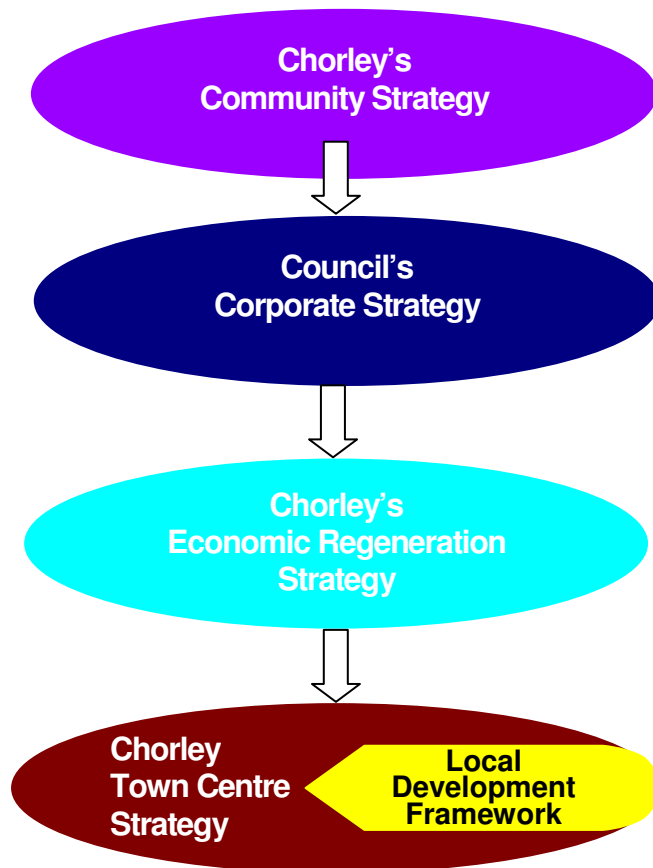 Chorley's
Community Strategy
Council's
Corporate Strategy
Chorley's
Economic Regeneration
Strategy
Chorley
Town Centre
Strategy
Local
Development
Framework